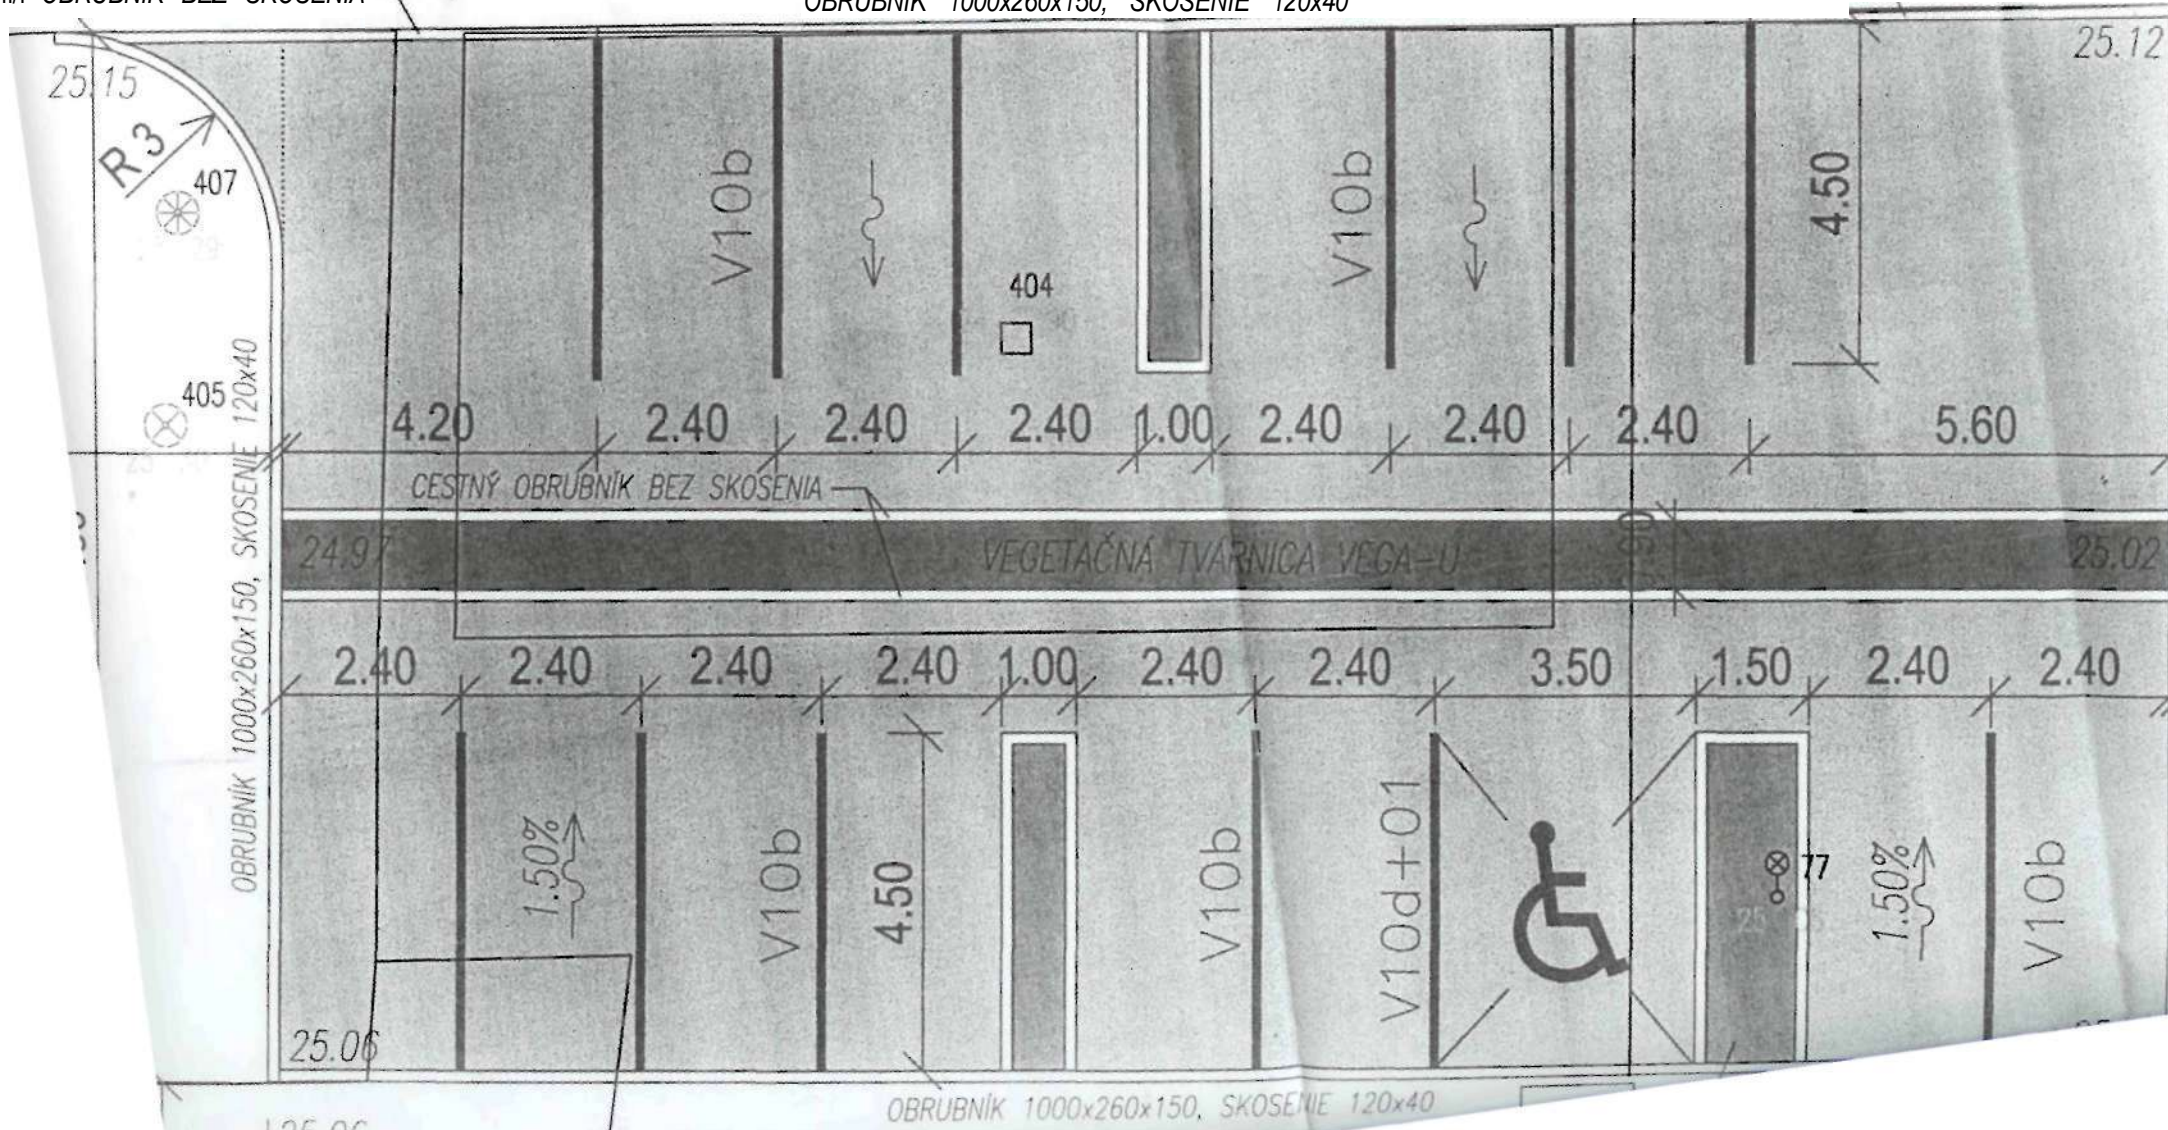 OBRUBNÍK BEZ SKOSENIA
OBRUBNÍK 1000x260x150, SKOSENIE 120x40
25.15
25.12
R 3
407
V10b
V10b
4.50
404
405
4.20
2.40
2.40
2.40
1.00
2.40
2.40
2.40
5.60
CESTNÝ OBRUBNÍK BEZ SKOSENIA
OBRUBNÍK 1000x260x150, SKOSENIE 120x40
24.97
VEGETAČNÁ TVÁRNICA VEGA-U
25.02
2.40
2.40
2.40
2.40
1.00
2.40
2.40
3.50
1.50
2.40
2.40
1.50%
V10b
4.50
V10b
V10d+01
77
1.50%
V10b
25.06
OBRUBNÍK 1000x260x150, SKOSENIE 120x40